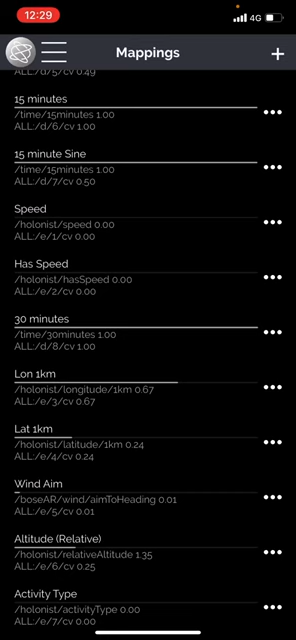 12:29
4G
Mappings
+
ALL:/d/5/cv 0.49
15 minutes
/time/15minutes 1.00
ALL:/d/6/cv 1.00
15 minute Sine
/time/15minutes 1.00
ALL:/d/7/cv 0.50
Speed
/holonist/speed 0.00
ALL:/e/1/cv 0.00
Has Speed
/holonist/hasSpeed 0.00
ALL:/e/2/cv 0.00
30 minutes
/time/30minutes 1.00
ALL:/d/8/cv 1.00
Lon 1km
/holonist/longitude/1km 0.67
ALL:/e/3/cv 0.67
Lat 1km
/holonist/latitude/1km 0.24
ALL:/e/4/cv 0.24
Wind Aim
/boseAR/wind/aimToHeading 0.01
ALL:/e/5/cv 0.01
Altitude (Relative)
/holonist/relativeAltitude 1.35
ALL:/e/6/cv 0.25
Activity Type
/holonist/activityType 0.00
ALL:/e/7/cv 0.00